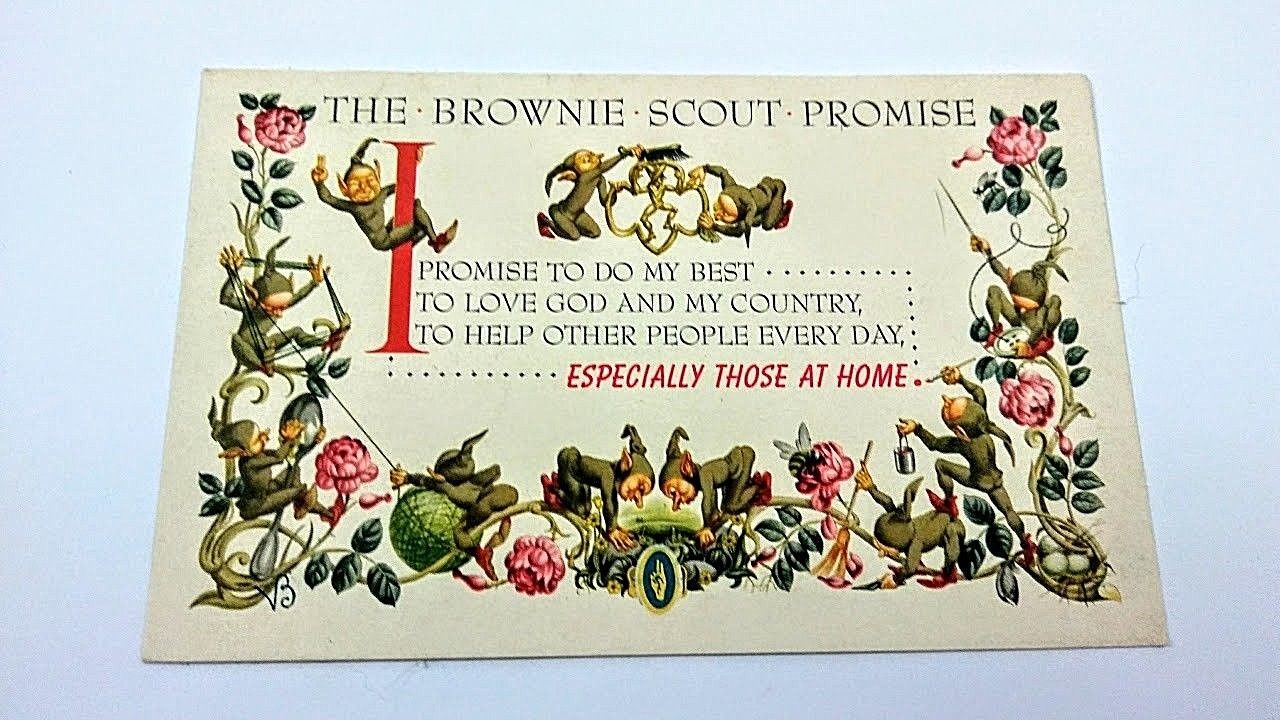 THE · BROWNIE · SCOUT · PROMISE
I PROMISE TO DO MY BEST ..........
TO LOVE GOD AND MY COUNTRY,
TO HELP OTHER PEOPLE EVERY DAY,
........... ESPECIALLY THOSE AT HOME.
VB